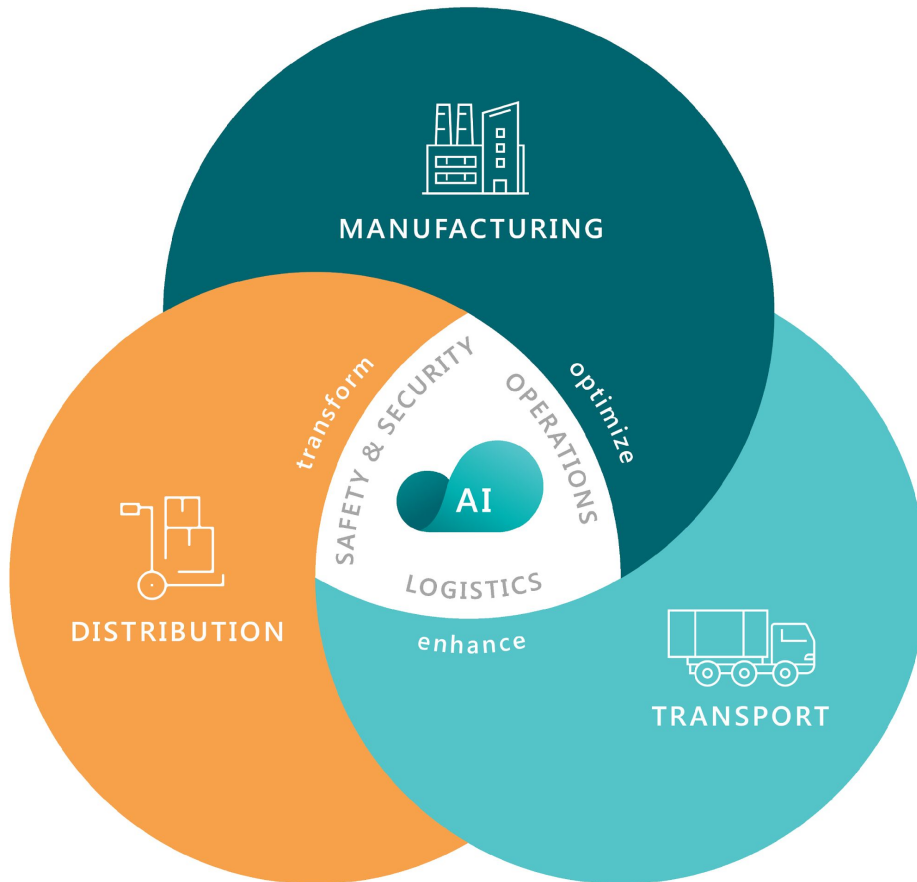 MANUFACTURING
transform
optimize
SAFETY & SECURITY
OPERATIONS
AI
LOGISTICS
enhance
DISTRIBUTION
TRANSPORT